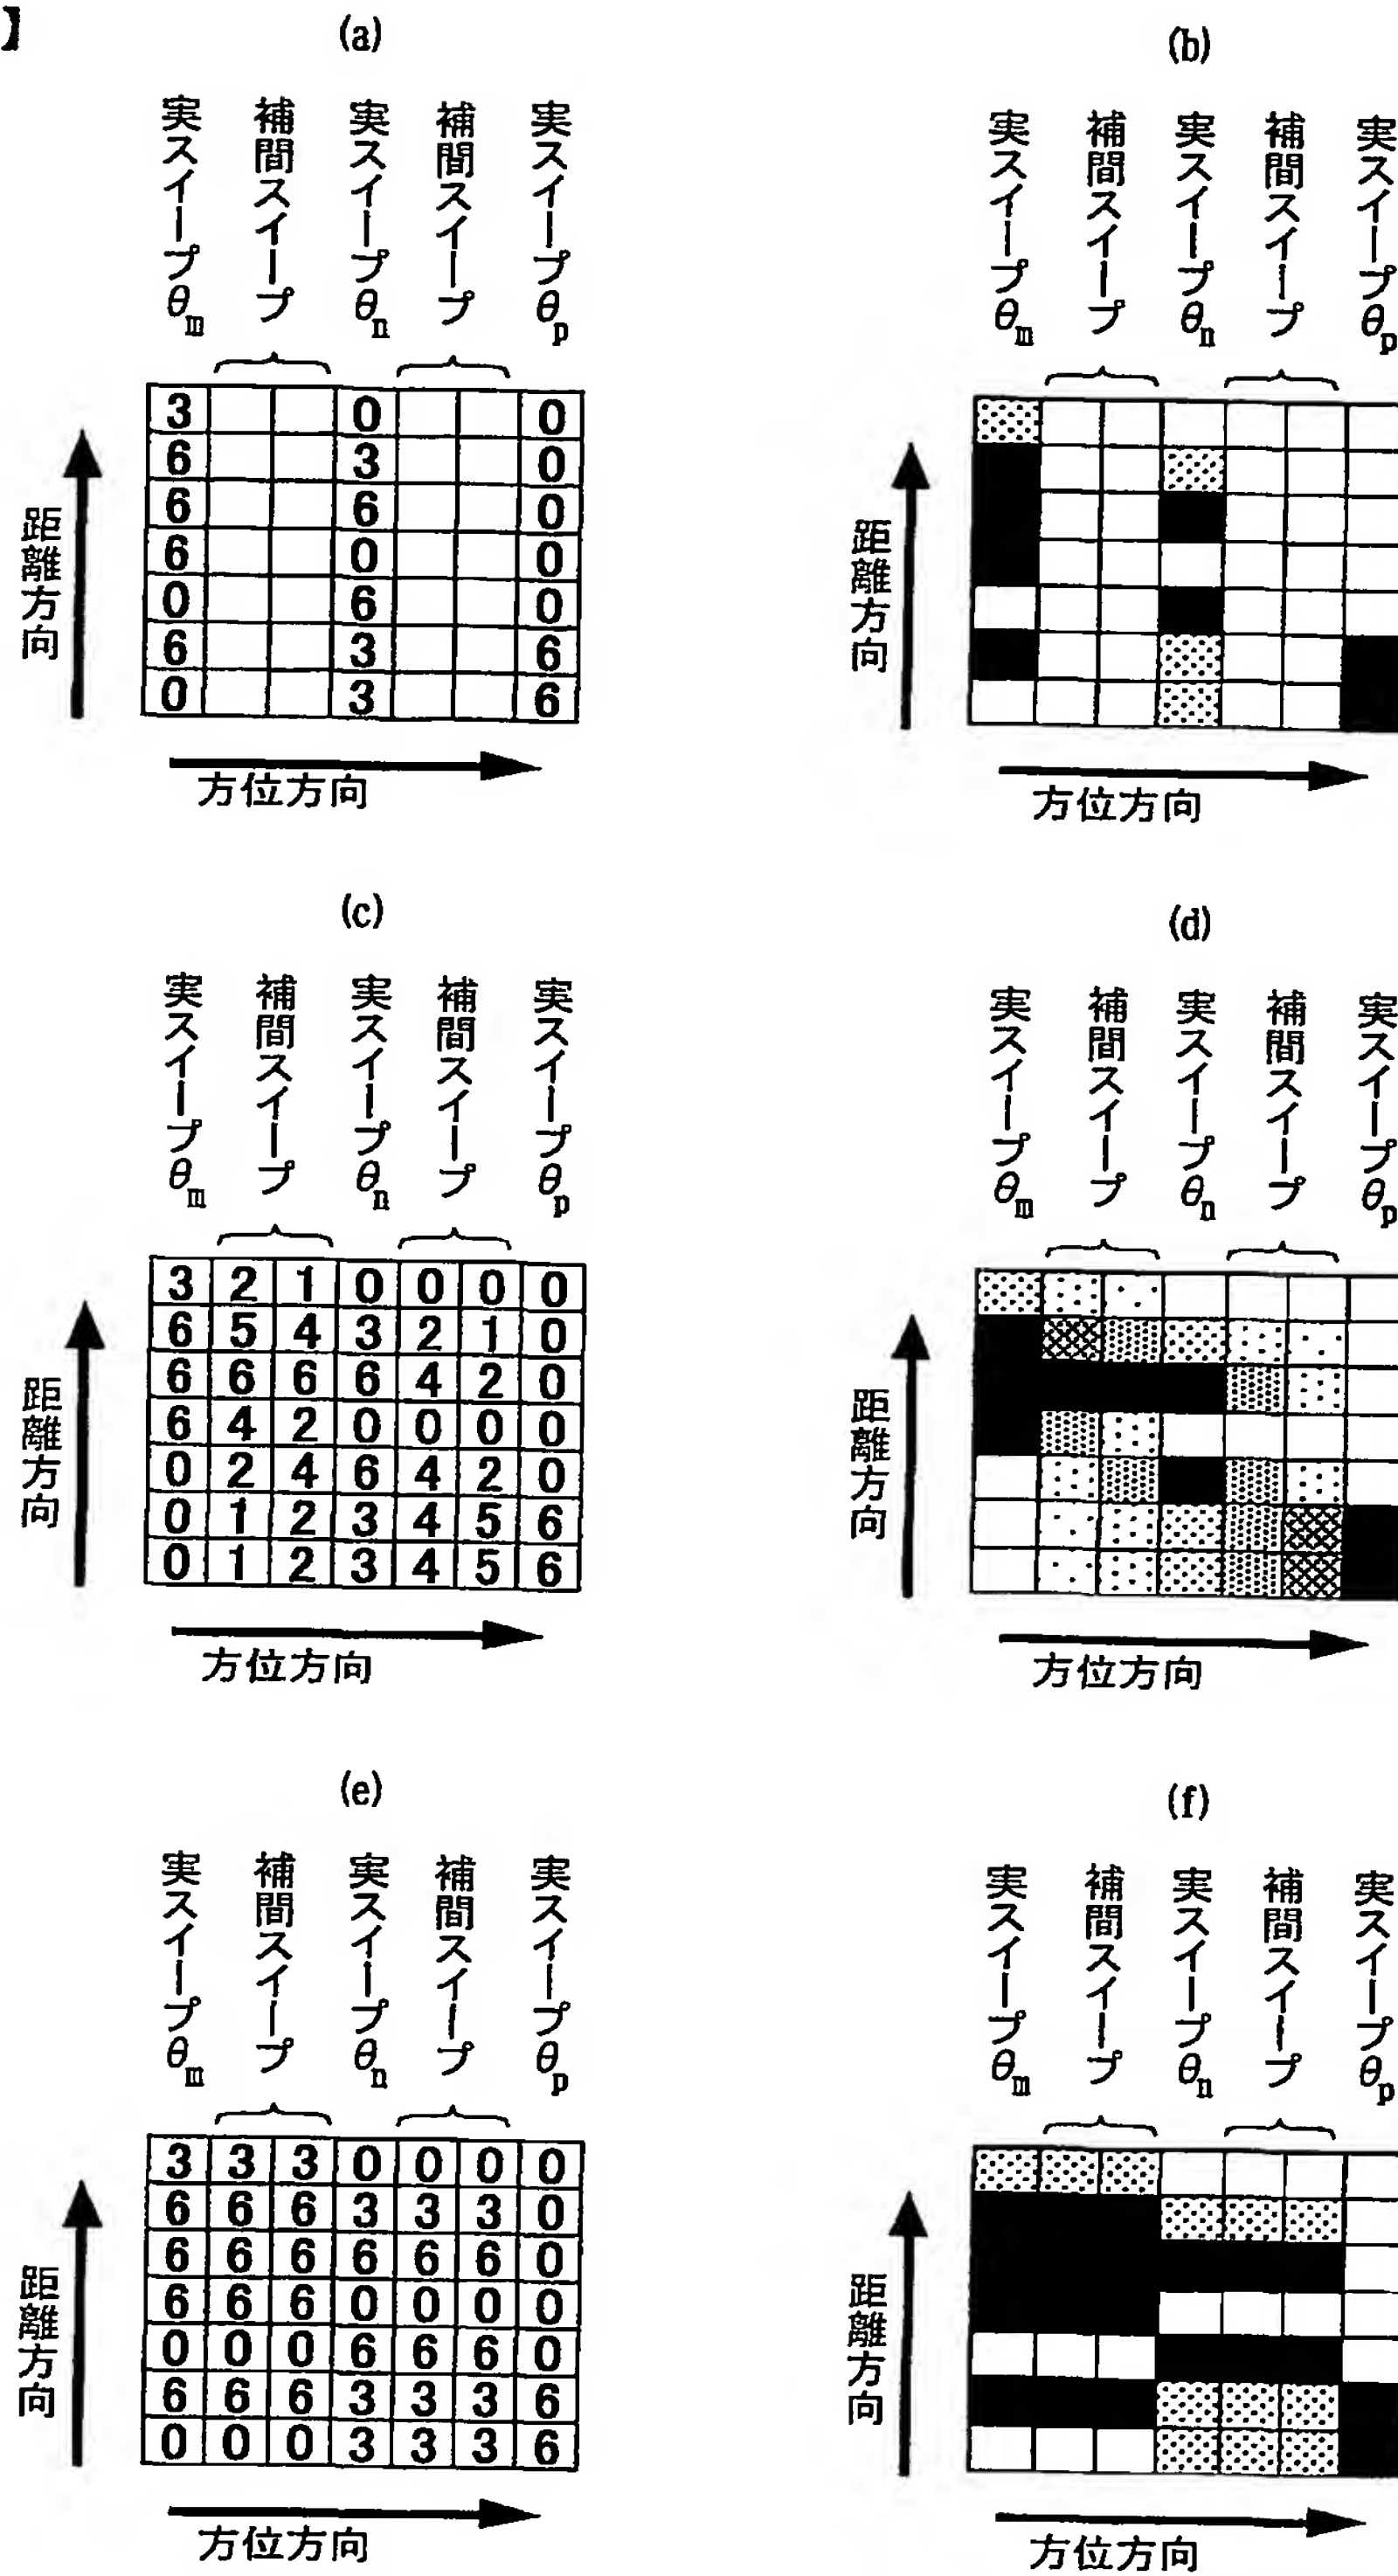 】
(a)
実スイープθm
補間スイープ
実スイープθn
補間スイープ
実スイープθp
3 0 0
6 3 0
6 6 0
6 0 0
0 6 0
6 3 6
0 3 6
距離方向
方位方向
(b)
実スイープθm
補間スイープ
実スイープθn
補間スイープ
実スイープθp
距離方向
方位方向
(c)
実スイープθm
補間スイープ
実スイープθn
補間スイープ
実スイープθp
3 2 1 0 0 0 0
6 5 4 3 2 1 0
6 6 6 6 4 2 0
6 4 2 0 0 0 0
0 2 4 6 4 2 0
0 1 2 3 4 5 6
0 1 2 3 4 5 6
距離方向
方位方向
(d)
実スイープθm
補間スイープ
実スイープθn
補間スイープ
実スイープθp
距離方向
方位方向
(e)
実スイープθm
補間スイープ
実スイープθn
補間スイープ
実スイープθp
3 3 3 0 0 0 0
6 6 6 3 3 3 0
6 6 6 6 6 6 0
6 6 6 0 0 0 0
0 0 0 6 6 6 0
6 6 6 3 3 3 6
0 0 0 3 3 3 6
距離方向
方位方向
(f)
実スイープθm
補間スイープ
実スイープθn
補間スイープ
実スイープθp
距離方向
方位方向